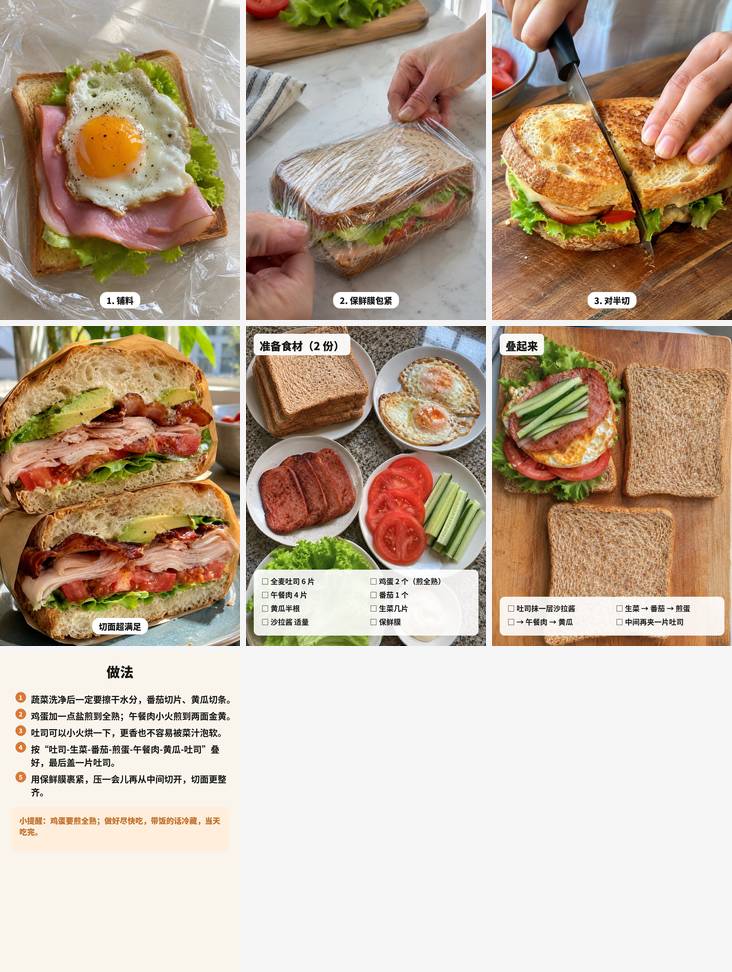 1. 铺料
2. 保鲜膜包紧
3. 对半切
切面超满足
准备食材（2 份）
□ 全麦吐司 6 片
□ 鸡蛋 2 个（煎全熟）
□ 午餐肉 4 片
□ 番茄 1 个
□ 黄瓜半根
□ 生菜几片
□ 沙拉酱 适量
□ 保鲜膜
叠起来
□ 吐司抹一层沙拉酱
□ 生菜 → 番茄 → 煎蛋
□ → 午餐肉 → 黄瓜
□ 中间再夹一片吐司
做法
1 蔬菜洗净后一定要擦干水分，番茄切片、黄瓜切条。
2 鸡蛋加一点盐煎到全熟；午餐肉小火煎到两面金黄。
3 吐司可以小火烘一下，更香也不容易被菜汁泡软。
4 按“吐司-生菜-番茄-煎蛋-午餐肉-黄瓜-吐司”叠
好，最后盖一片吐司。
5 用保鲜膜裹紧，压一会儿再从中间切开，切面更整
齐。
小提醒：鸡蛋要煎全熟；做好尽快吃，带饭的话冷藏，当天
吃完。